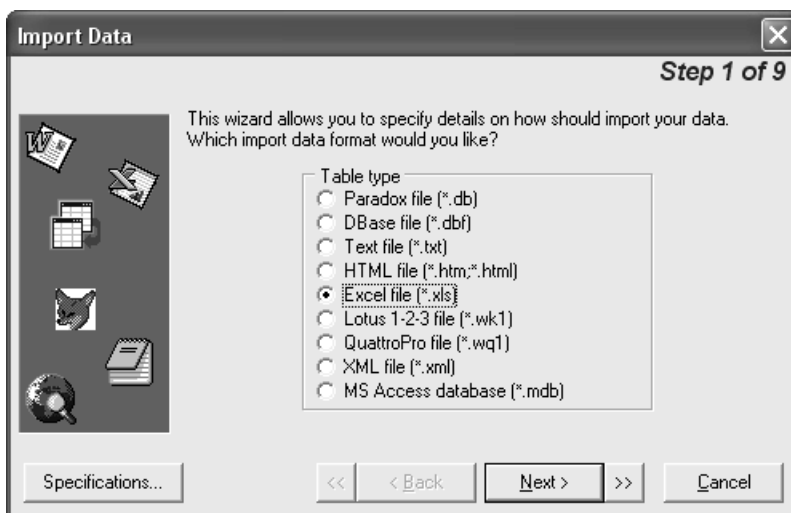 Import Data
Step 1 of 9
This wizard allows you to specify details on how should import your data.
Which import data format would you like?
Table type
Paradox file (*.db)
DBase file (*.dbf)
Text file (*.txt)
HTML file (*.htm;*.html)
Excel file (*.xls)
Lotus 1-2-3 file (*.wk1)
QuattroPro file (*.wq1)
XML file (*.xml)
MS Access database (*.mdb)
Specifications... << < Back Next > >> Cancel